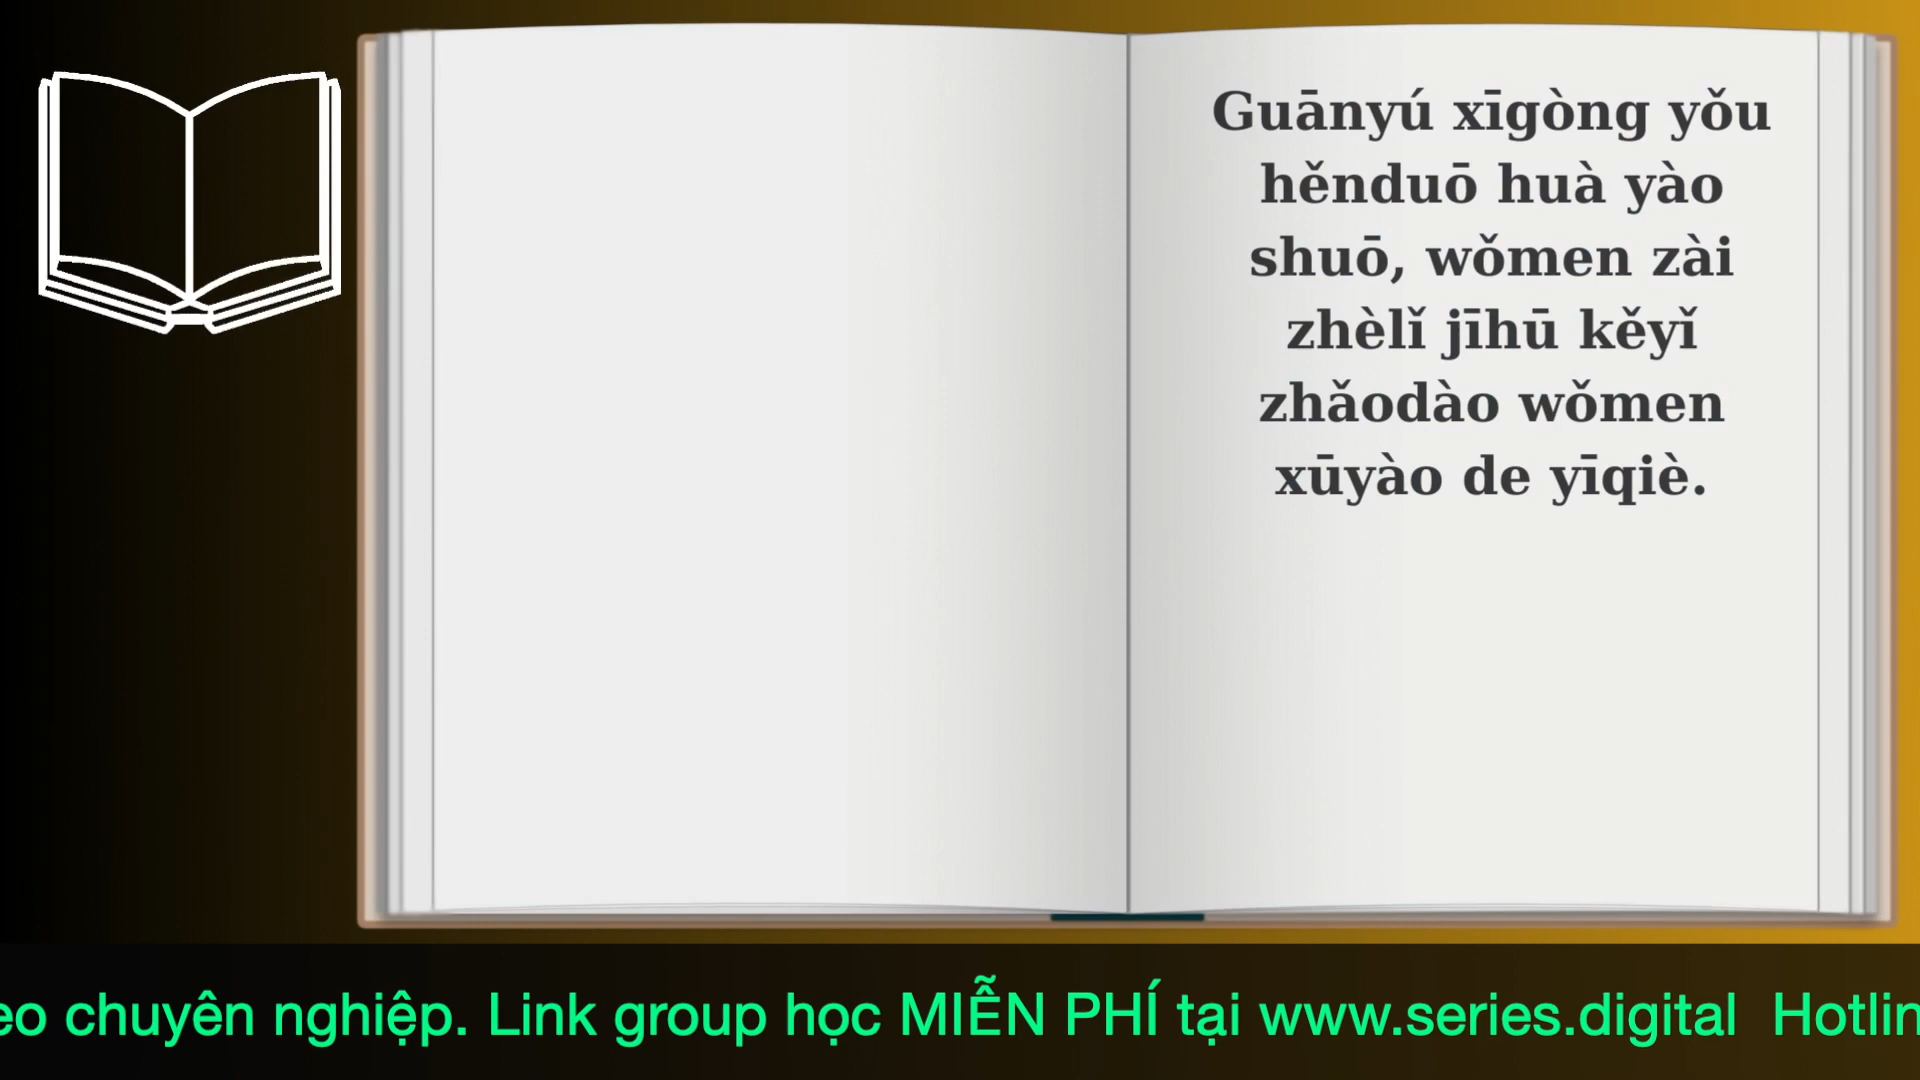 Guānyú xīgòng yǒu
hěnduō huà yào
shuō, wǒmen zài
zhèlǐ jīhū kěyǐ
zhǎodào wǒmen
xūyào de yīqiè.
eo chuyên nghiệp. Link group học MIỄN PHÍ tại www.series.digital Hotlin